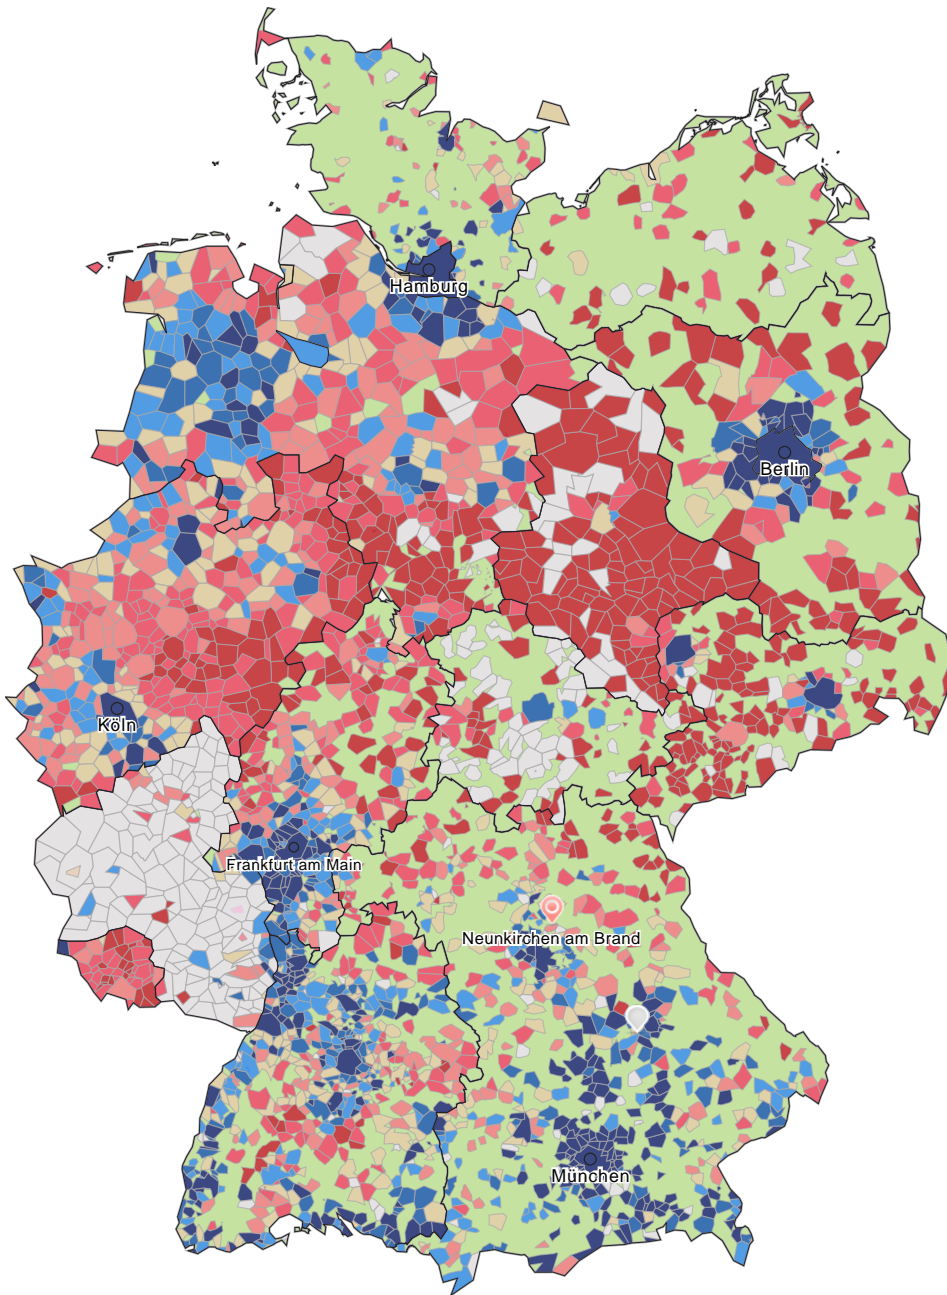 Hamburg
Berlin
Köln
Frankfurt am Main
Neunkirchen am Brand
München